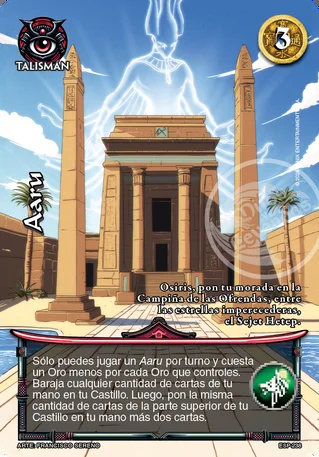 TALISMAN
3
Aaru
Osiris, pon tu morada en la
Campiña de las Ofrendas, entre
las estrellas imperecederas,
el Sejet Hetep.
Sólo puedes jugar un Aaru por turno y cuesta
un Oro menos por cada Oro que controles.
Baraja cualquier cantidad de cartas de tu
mano en tu Castillo. Luego, pon la misma
cantidad de cartas de la parte superior de tu
Castillo en tu mano más dos cartas.
ARTE: FRANCISCO SEREÑO